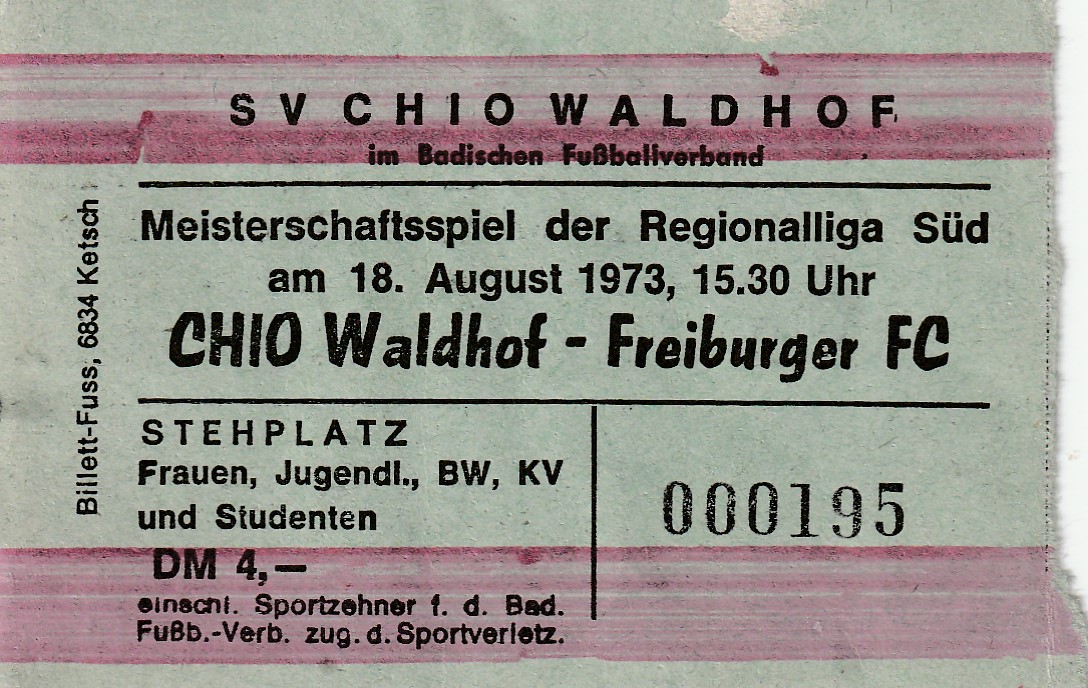 SV CHIO WALDHOF
im Badischen Fußballverband
Meisterschaftsspiel der Regionalliga Süd
am 18. August 1973, 15.30 Uhr
CHIO Waldhof - Freiburger FC
Billett-Fuss, 6834 Ketsch
STEHPLATZ
Frauen, Jugendl., BW, KV
und Studenten
DM 4,—
einschl. Sportzehner f. d. Bad.
Fußb.-Verb. zug. d. Sportverletz.
000195